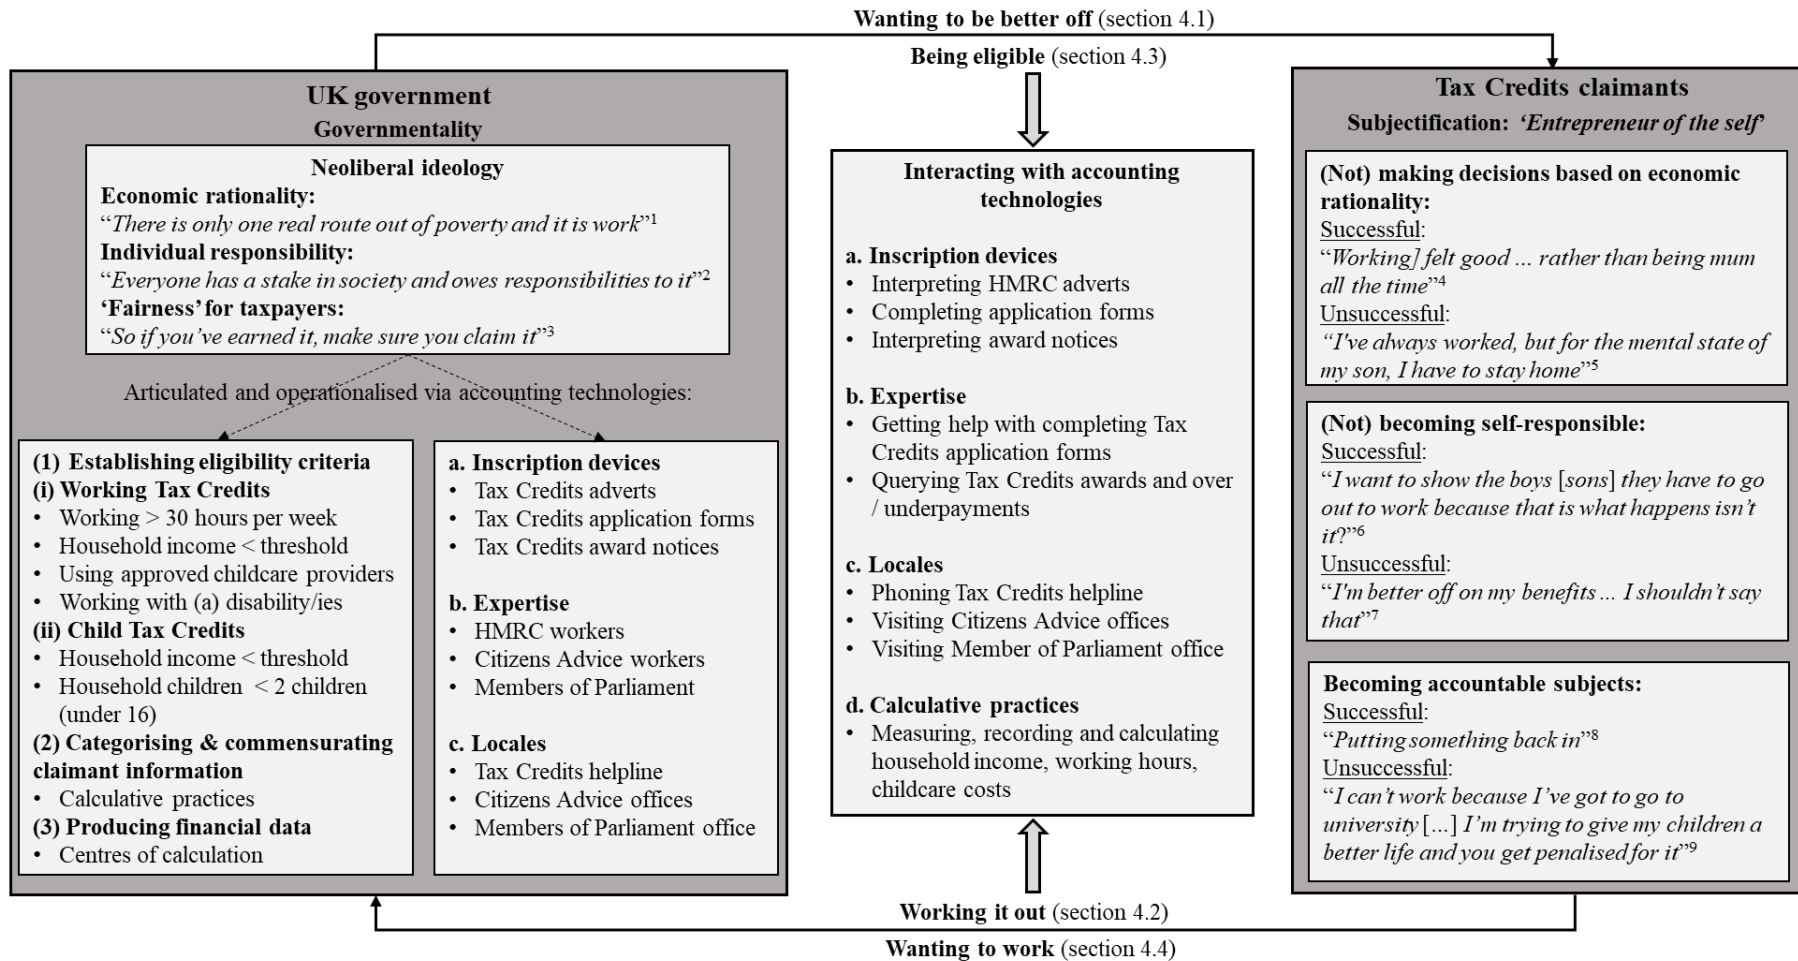 Wanting to be better off (section 4.1)
Being eligible (section 4.3)
UK government
Governmentality
Neoliberal ideology
Economic rationality:
“There is only one real route out of poverty and it is work”1
Individual responsibility:
“Everyone has a stake in society and owes responsibilities to it”2
‘Fairness’ for taxpayers:
“So if you’ve earned it, make sure you claim it”3
Articulated and operationalised via accounting technologies:
(1) Establishing eligibility criteria
(i) Working Tax Credits
• Working > 30 hours per week
• Household income < threshold
• Using approved childcare providers
• Working with (a) disability/ies
(ii) Child Tax Credits
• Household income < threshold
• Household children < 2 children
(under 16)
(2) Categorising & commensurating
claimant information
• Calculative practices
(3) Producing financial data
• Centres of calculation
a. Inscription devices
• Tax Credits adverts
• Tax Credits application forms
• Tax Credits award notices
b. Expertise
• HMRC workers
• Citizens Advice workers
• Members of Parliament
c. Locales
• Tax Credits helpline
• Citizens Advice offices
• Members of Parliament office
Interacting with accounting
technologies
a. Inscription devices
• Interpreting HMRC adverts
• Completing application forms
• Interpreting award notices
b. Expertise
• Getting help with completing Tax
Credits application forms
• Querying Tax Credits awards and over
/ underpayments
c. Locales
• Phoning Tax Credits helpline
• Visiting Citizens Advice offices
• Visiting Member of Parliament office
d. Calculative practices
• Measuring, recording and calculating
household income, working hours,
childcare costs
Tax Credits claimants
Subjectification: ‘Entrepreneur of the self’
(Not) making decisions based on economic
rationality:
Successful:
“Working] felt good ... rather than being mum
all the time”4
Unsuccessful:
“I've always worked, but for the mental state of
my son, I have to stay home”5
(Not) becoming self-responsible:
Successful:
“I want to show the boys [sons] they have to go
out to work because that is what happens isn’t
it?”6
Unsuccessful:
“I'm better off on my benefits ... I shouldn’t say
that”7
Becoming accountable subjects:
Successful:
“Putting something back in”8
Unsuccessful:
“I can’t work because I’ve got to go to
university [...] I’m trying to give my children a
better life and you get penalised for it”9
Working it out (section 4.2)
Wanting to work (section 4.4)